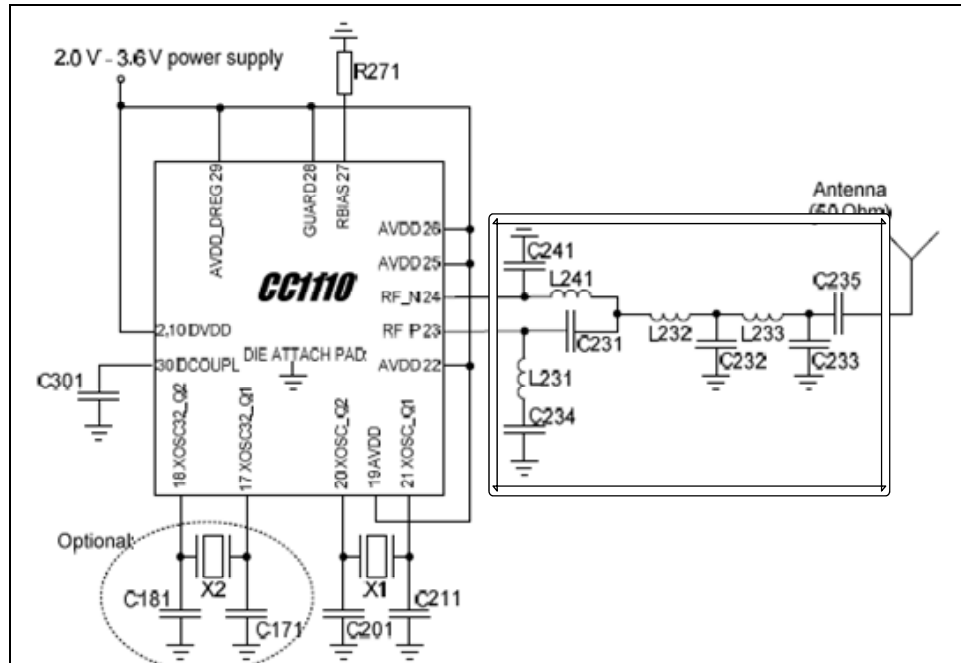 2.0 V - 3.6 V power supply
R271
AVDD_DREG 29
GUARD 28
RBIAS 27
Antenna
(50 Ohm)
AVDD 26
AVDD 25
RF_N 24
RF P 23
AVDD 22
CC1110
2,10 DVDD
30 DCOUPL
DIE ATTACH PAD:
C301
18 XOSC32_Q2
17 XOSC32_Q1
20 XOSC_Q2
19 AVDD
21 XOSC_Q1
C241
L241
C231
L231
C234
L232
C232
L233
C233
C235
Optional:
X2
X1
C181
C171
C201
C211